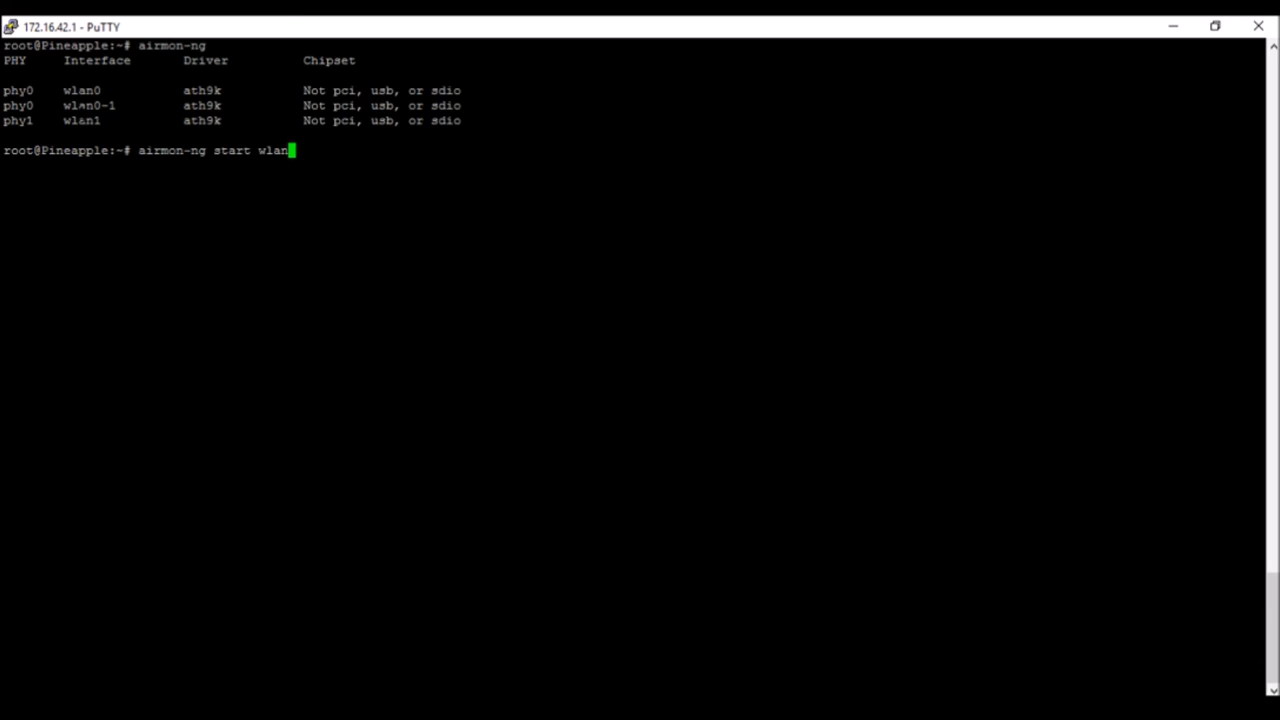 172.16.42.1 - PuTTY
root@Pineapple:~# airmon-ng
PHY Interface Driver Chipset
phy0 wlan0 ath9k Not pci, usb, or sdio
phy0 wlan0-1 ath9k Not pci, usb, or sdio
phy1 wlan1 ath9k Not pci, usb, or sdio
root@Pineapple:~# airmon-ng start wlan